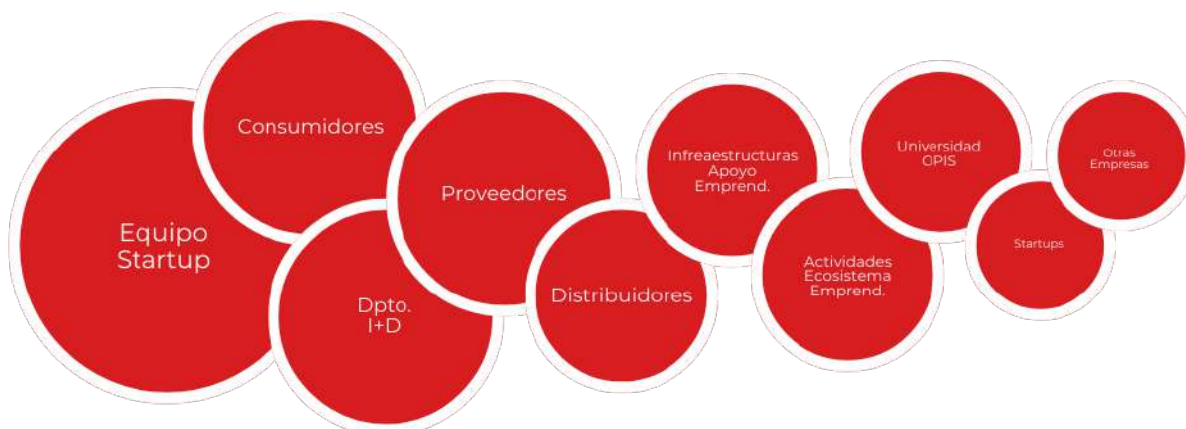 Equipo
Startup
Consumidores
Dpto.
I+D
Proveedores
Distribuidores
Infreaestructuras
Apoyo
Emprend.
Actividades
Ecosistema
Emprend.
Universidad
OPIS
Startups
Otras
Empresas